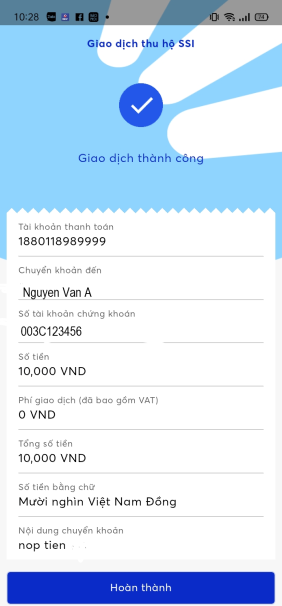 10:28
Giao dịch thu hộ SSI
Giao dịch thành công
Tài khoản thanh toán
1880118989999
Chuyển khoản đến
Nguyen Van A
Số tài khoản chứng khoán
003C123456
Số tiền
10,000 VND
Phí giao dịch (đã bao gồm VAT)
0 VND
Tổng số tiền
10,000 VND
Số tiền bằng chữ
Mười nghìn Việt Nam Đồng
Nội dung chuyển khoản
nop tien
Hoàn thành